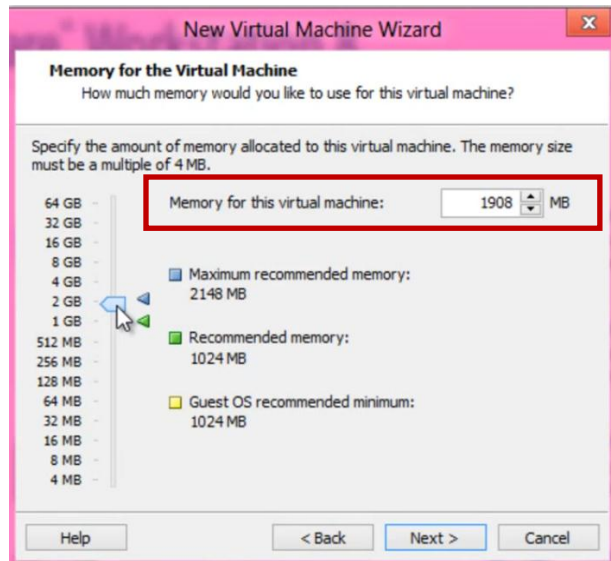 New Virtual Machine Wizard
Memory for the Virtual Machine
How much memory would you like to use for this virtual machine?
Specify the amount of memory allocated to this virtual machine. The memory size
must be a multiple of 4 MB.
Memory for this virtual machine: 1908 MB
64 GB
32 GB
16 GB
8 GB
4 GB
2 GB
1 GB
512 MB
256 MB
128 MB
64 MB
32 MB
16 MB
8 MB
4 MB
Maximum recommended memory:
2148 MB
Recommended memory:
1024 MB
Guest OS recommended minimum:
1024 MB
Help
< Back
Next >
Cancel